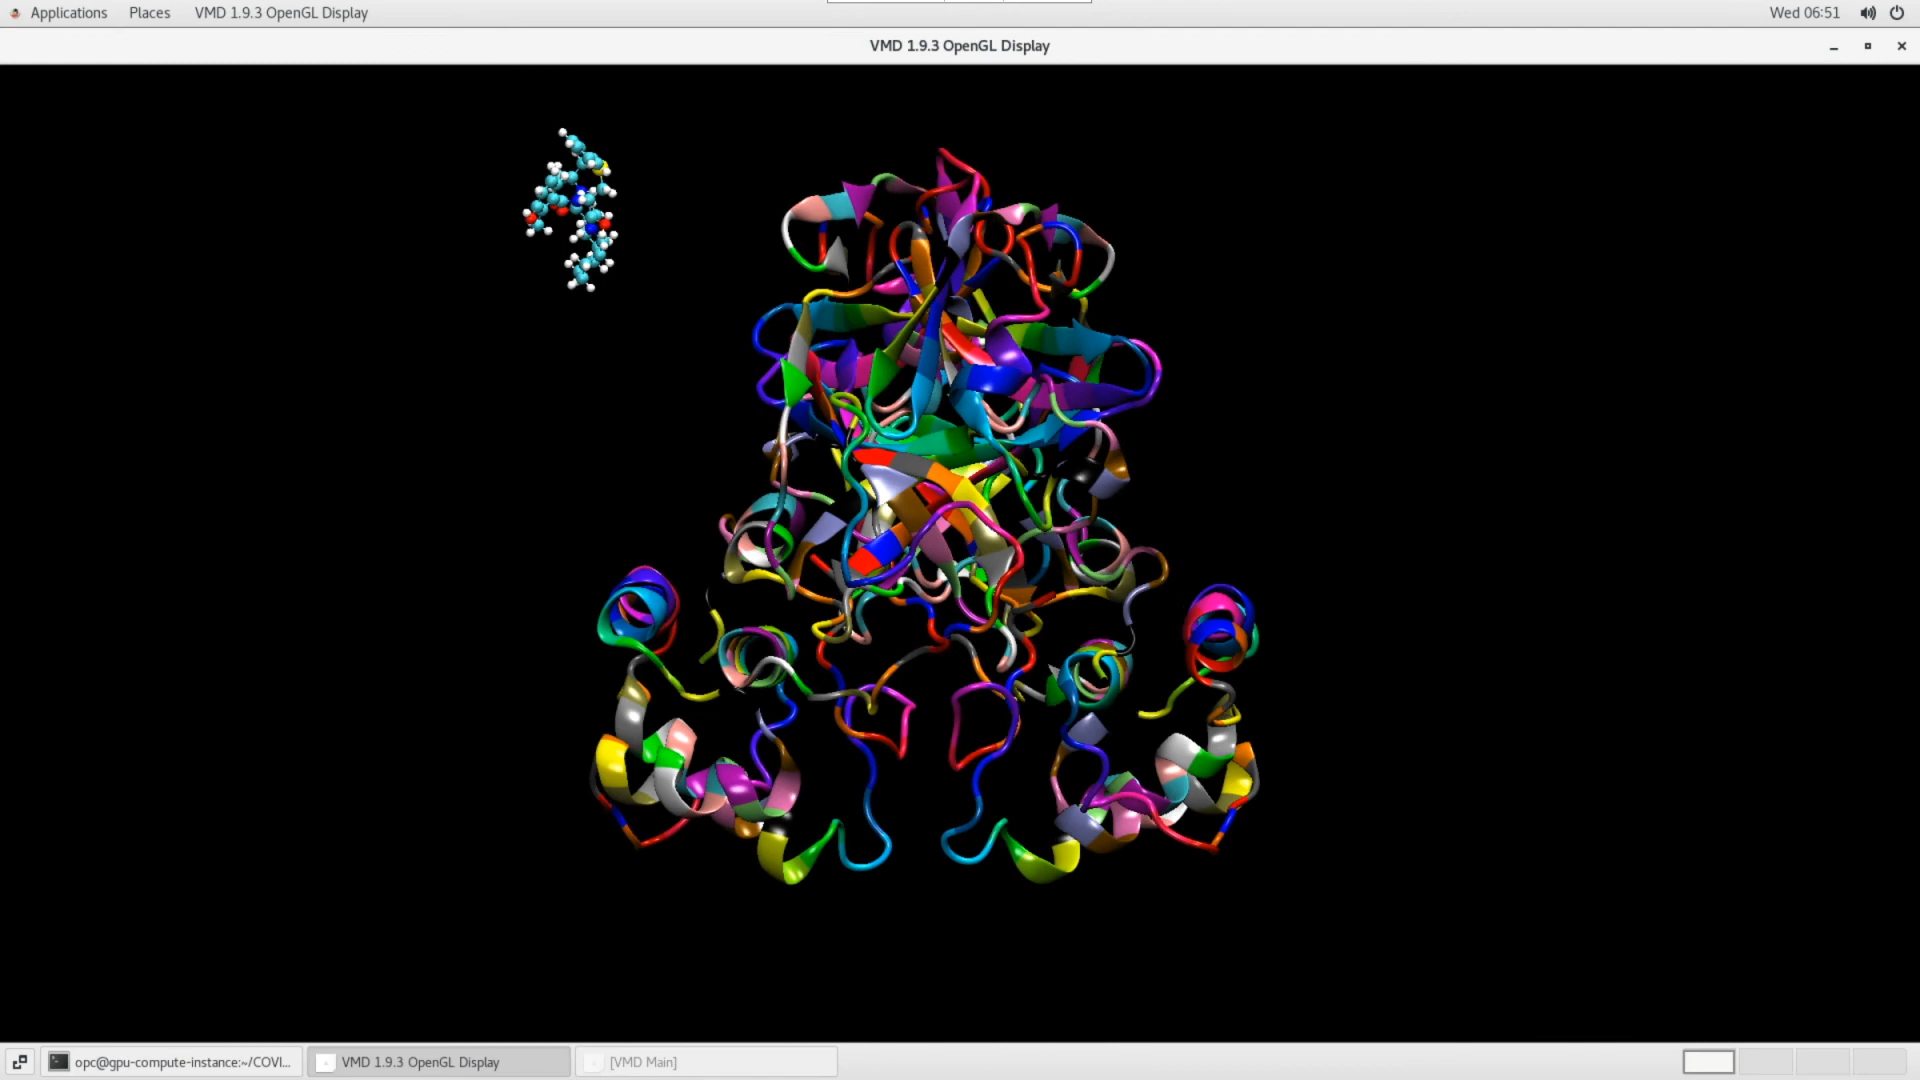 Applications Places VMD 1.9.3 OpenGL Display Wed 06:51
VMD 1.9.3 OpenGL Display
opc@gpu-compute-instance:~/COVI... VMD 1.9.3 OpenGL Display [VMD Main]